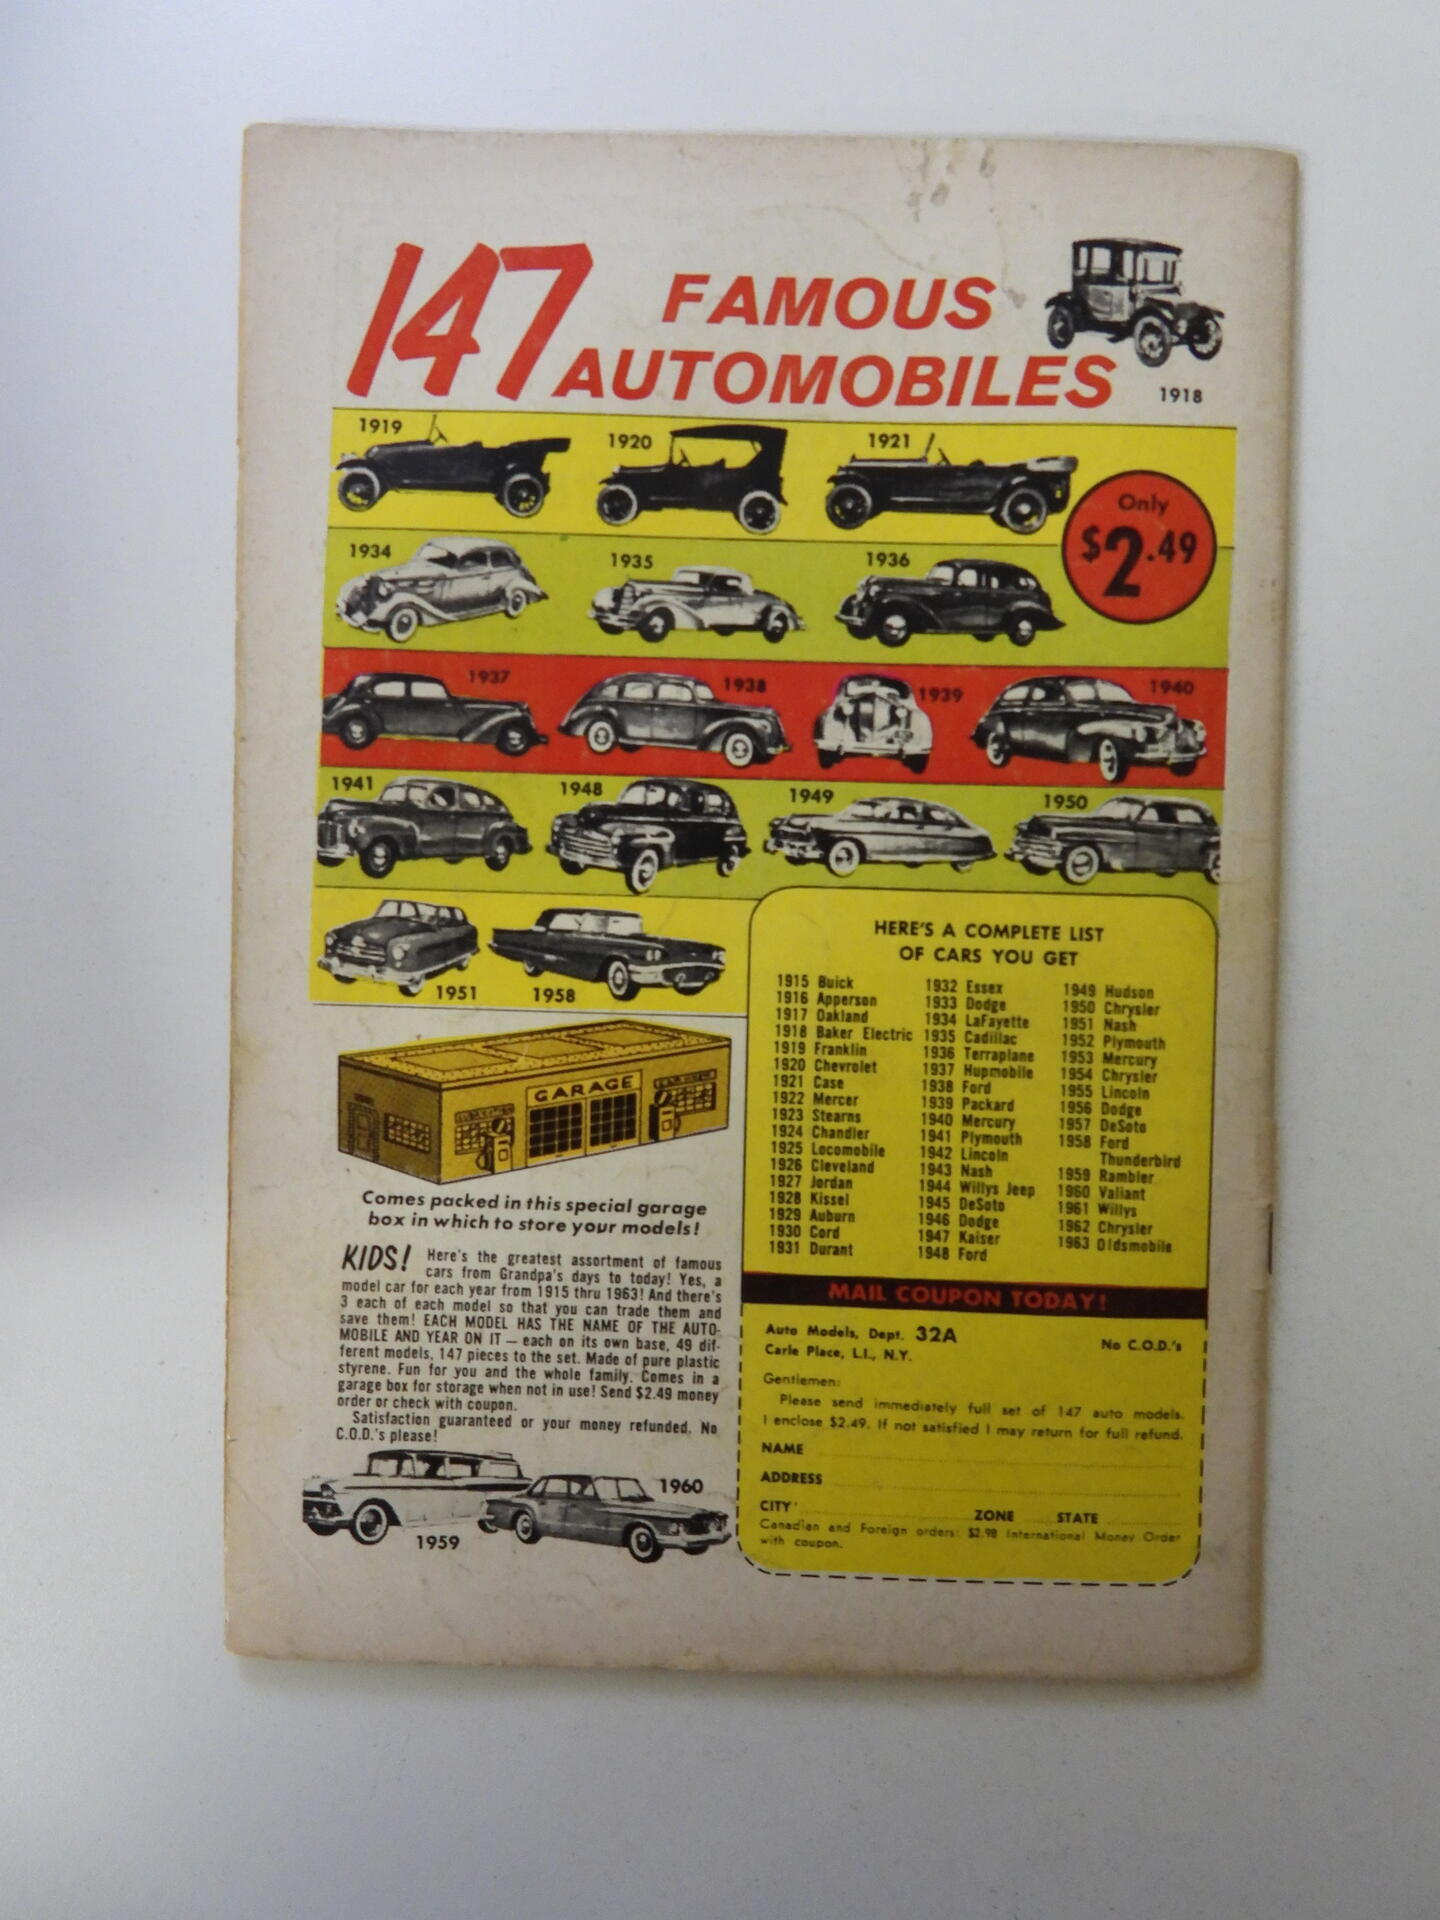 147 FAMOUS
AUTOMOBILES
1918
1919
1920
1921
Only
$2.49
1934
1935
1936
1937
1938
1939
1940
1941
1948
1949
1950
1951
1958
GARAGE
Comes packed in this special garage
box in which to store your models!
KIDS! Here's the greatest assortment of famous
cars from Grandpa's days to today! Yes, a
model car for each year from 1915 thru 1963! And there's
3 each of each model so that you can trade them and
save them! EACH MODEL HAS THE NAME OF THE AUTO-
MOBILE AND YEAR ON IT — each on its own base, 49 dif-
ferent models, 147 pieces to the set. Made of pure plastic
styrene. Fun for you and the whole family. Comes in a
garage box for storage when not in use! Send $2.49 money
order or check with coupon.
Satisfaction guaranteed or your money refunded. No
C.O.D.'s please!
1959
1960
HERE'S A COMPLETE LIST
OF CARS YOU GET
1915 Buick
1916 Apperson
1917 Oakland
1918 Baker Electric
1919 Franklin
1920 Chevrolet
1921 Case
1922 Mercer
1923 Stearns
1924 Chandler
1925 Locomobile
1926 Cleveland
1927 Jordan
1928 Kissel
1929 Auburn
1930 Cord
1931 Durant
1932 Essex
1933 Dodge
1934 LaFayette
1935 Cadillac
1936 Terraplane
1937 Hupmobile
1938 Ford
1939 Packard
1940 Mercury
1941 Plymouth
1942 Lincoln
1943 Nash
1944 Willys Jeep
1945 DeSoto
1946 Dodge
1947 Kaiser
1948 Ford
1949 Hudson
1950 Chrysler
1951 Nash
1952 Plymouth
1953 Mercury
1954 Chrysler
1955 Lincoln
1956 Dodge
1957 DeSoto
1958 Ford
Thunderbird
1959 Rambler
1960 Valiant
1961 Willys
1962 Chrysler
1963 Oldsmobile
MAIL COUPON TODAY!
Auto Models, Dept. 32A
No C.O.D.'s
Carle Place, L.I., N.Y.
Gentlemen:
Please send immediately full set of 147 auto models.
I enclose $2.49. If not satisfied I may return for full refund.
NAME
ADDRESS
CITY ZONE STATE
Canadian and Foreign orders: $2.98 International Money Order
with coupon.